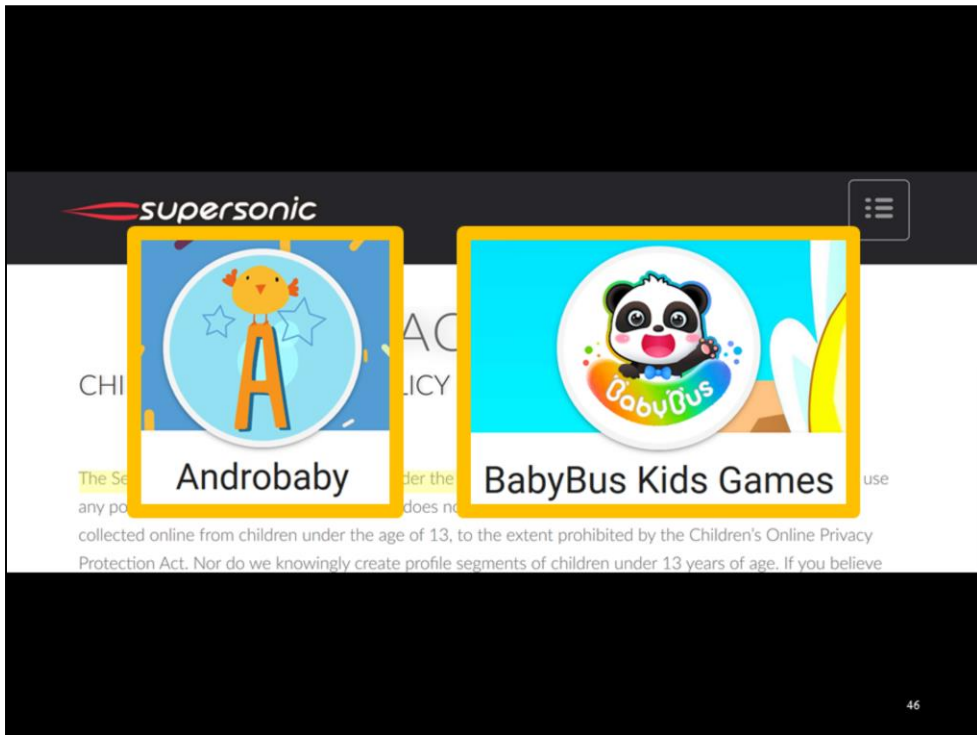 supersonic
AC
CHI LICY
A
BabyBus
Androbaby
BabyBus Kids Games
The Se der the use
any po does no
collected online from children under the age of 13, to the extent prohibited by the Children's Online Privacy
Protection Act. Nor do we knowingly create profile segments of children under 13 years of age. If you believe
46